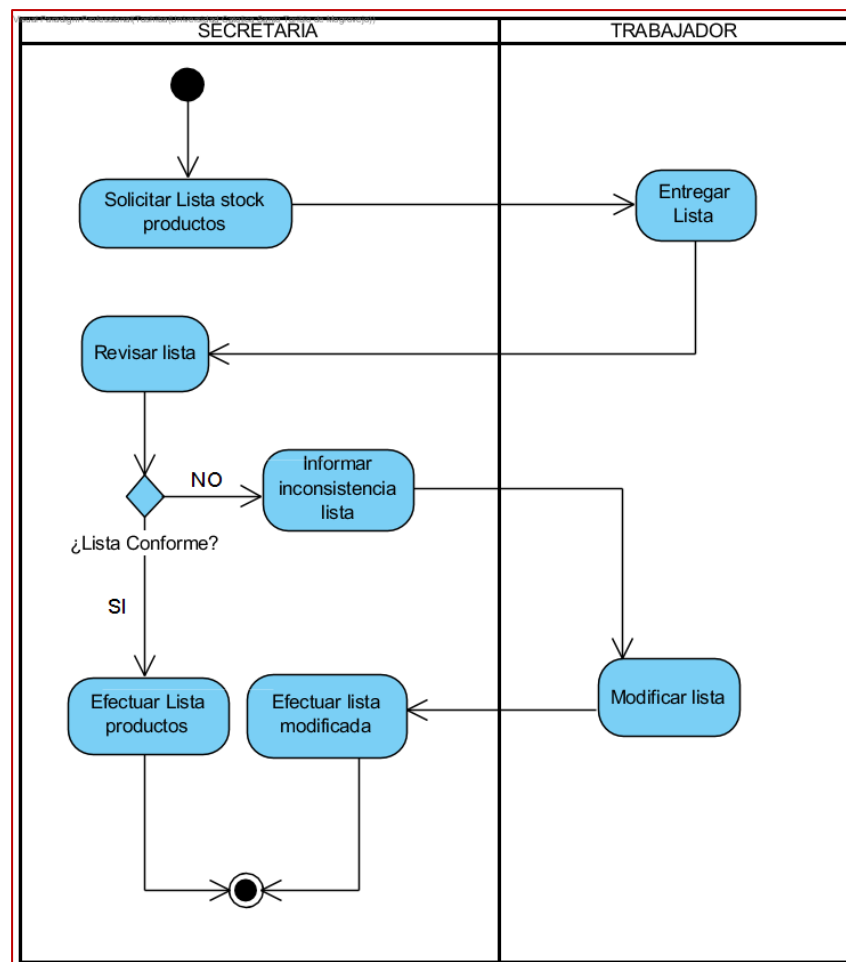 SECRETARIA
TRABAJADOR
Solicitar Lista stock
productos
Entregar
Lista
Revisar lista
NO
Informar
inconsistencia
lista
¿Lista Conforme?
SI
Efectuar Lista
productos
Efectuar lista
modificada
Modificar lista